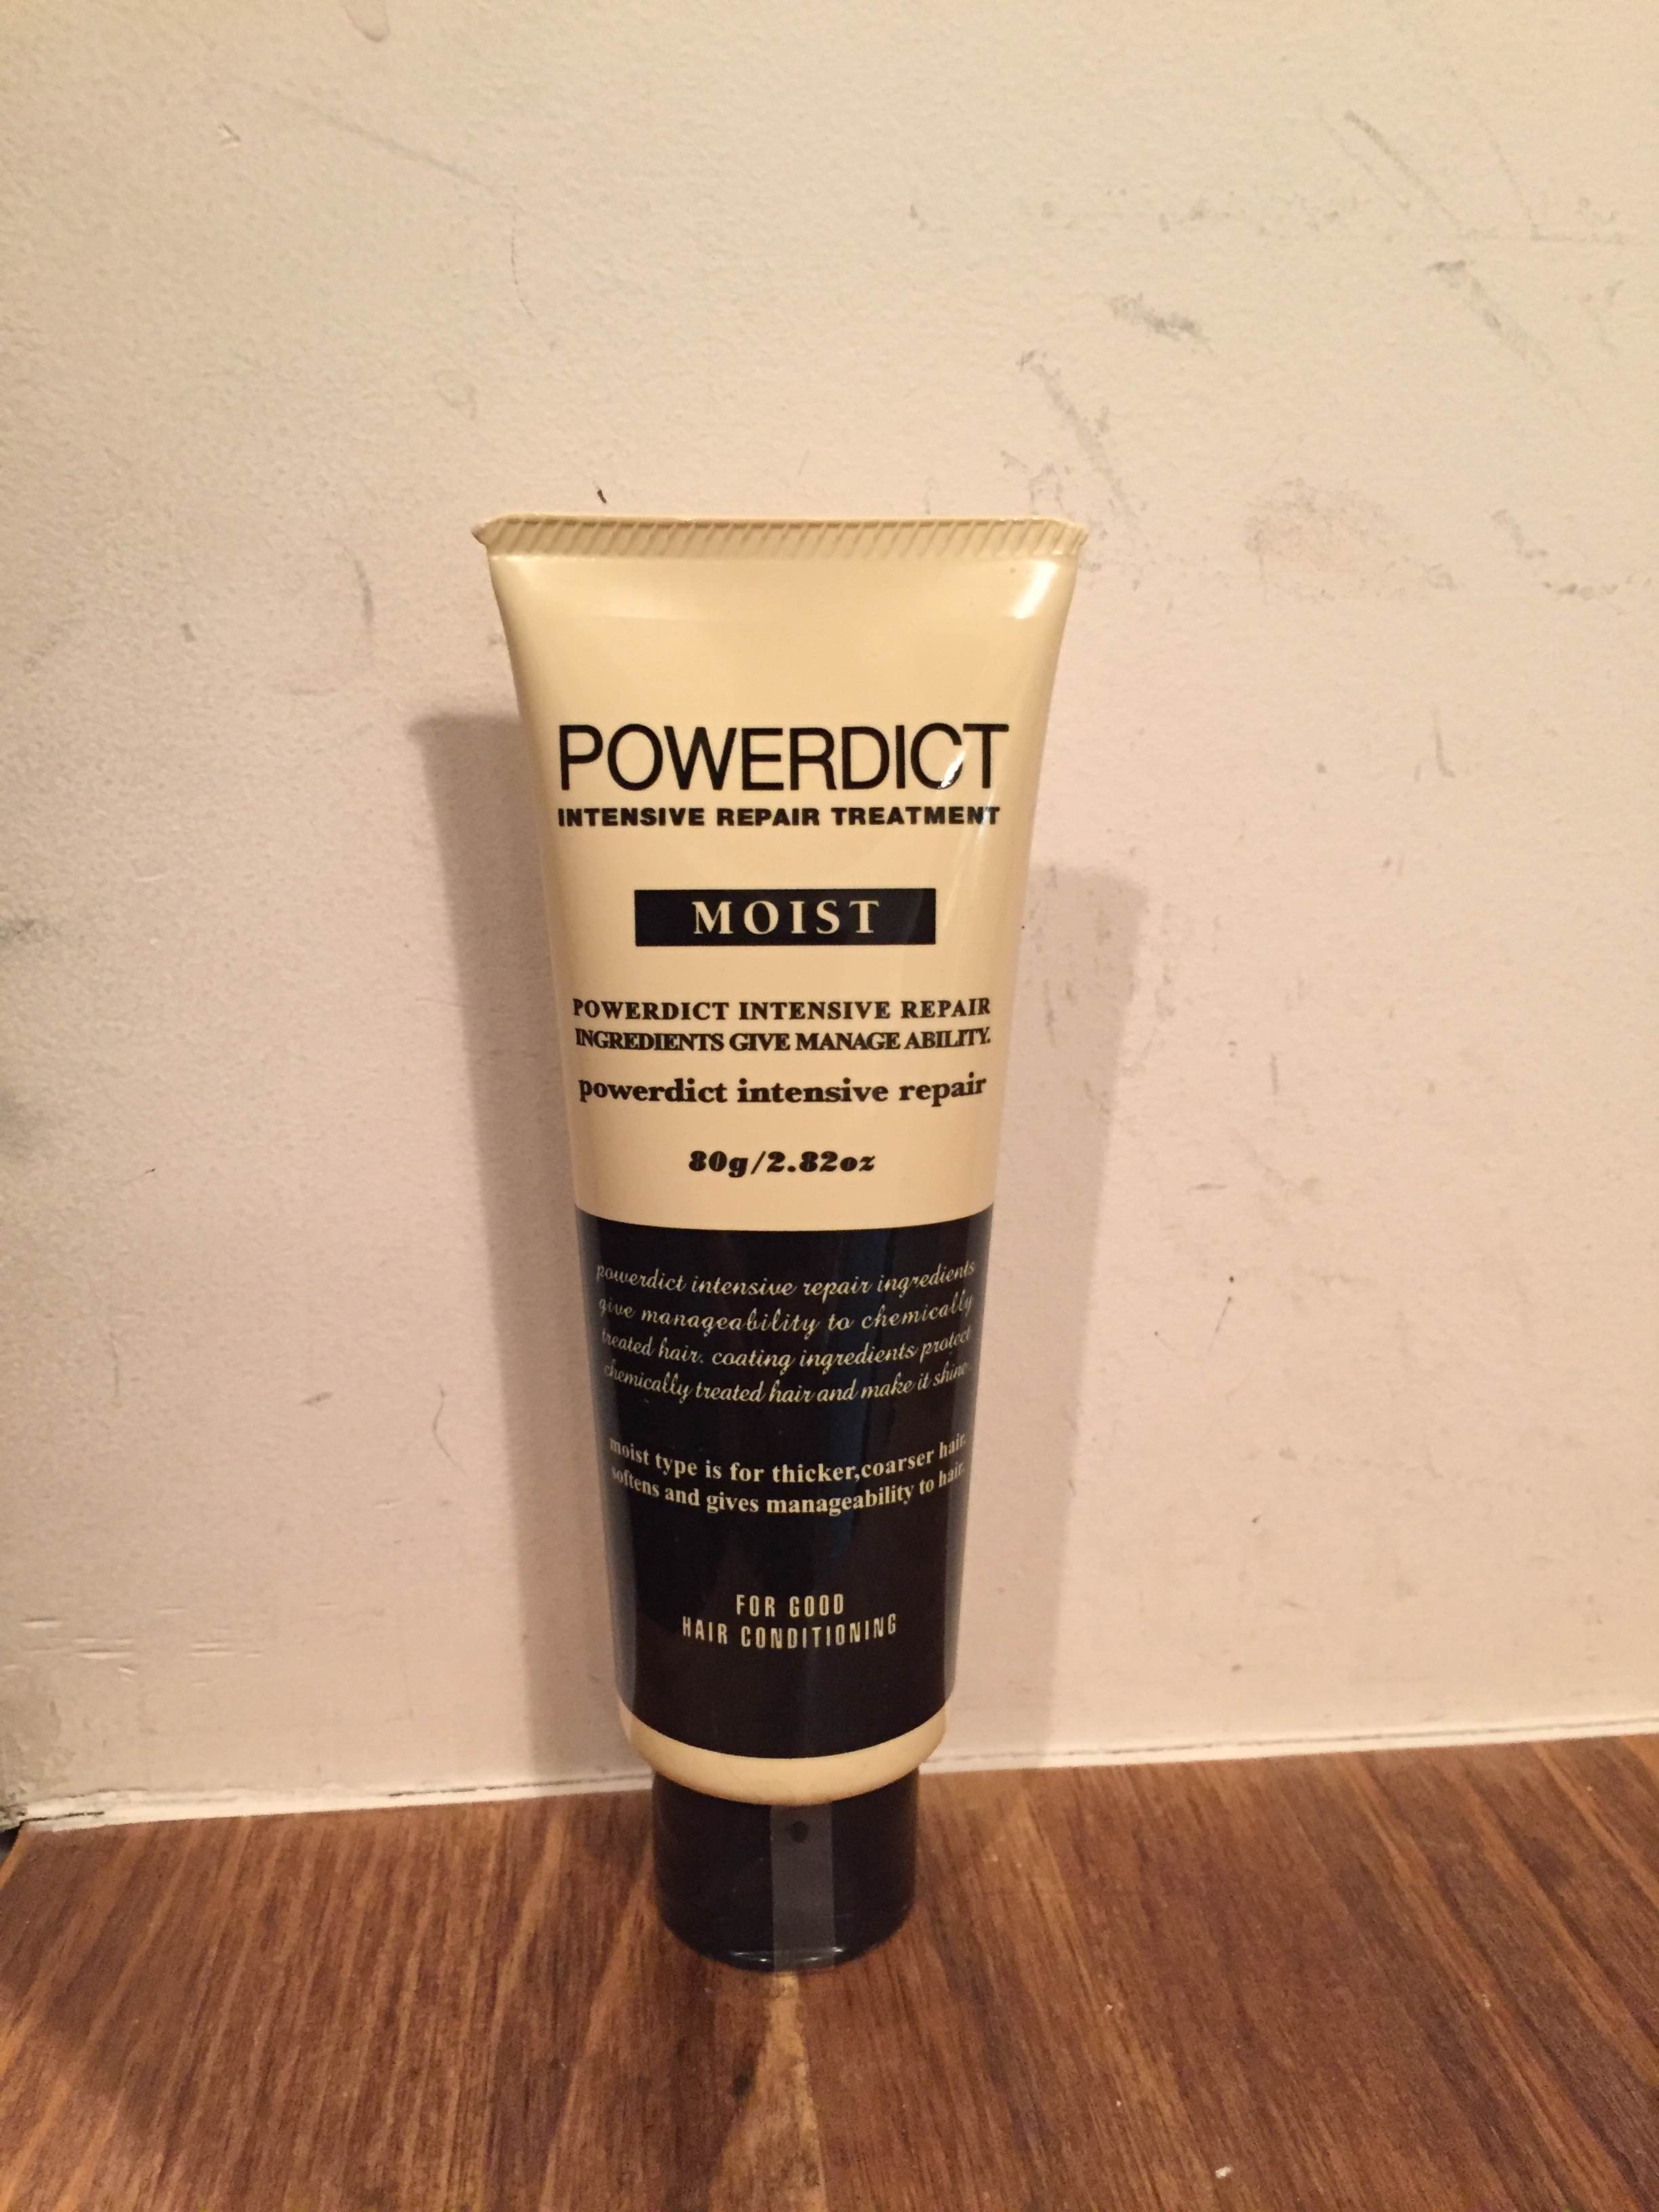 POWERDICT
INTENSIVE REPAIR TREATMENT
MOIST
POWERDICT INTENSIVE REPAIR
INGREDIENTS GIVE MANAGE ABILITY.
powerdict intensive repair
80g/2.82oz
powerdict intensive repair ingredients
give manageability to chemically
treated hair. coating ingredients protect
chemically treated hair and make it shine.
moist type is for thicker,coarser hair.
softens and gives manageability to hair.
FOR GOOD
HAIR CONDITIONING